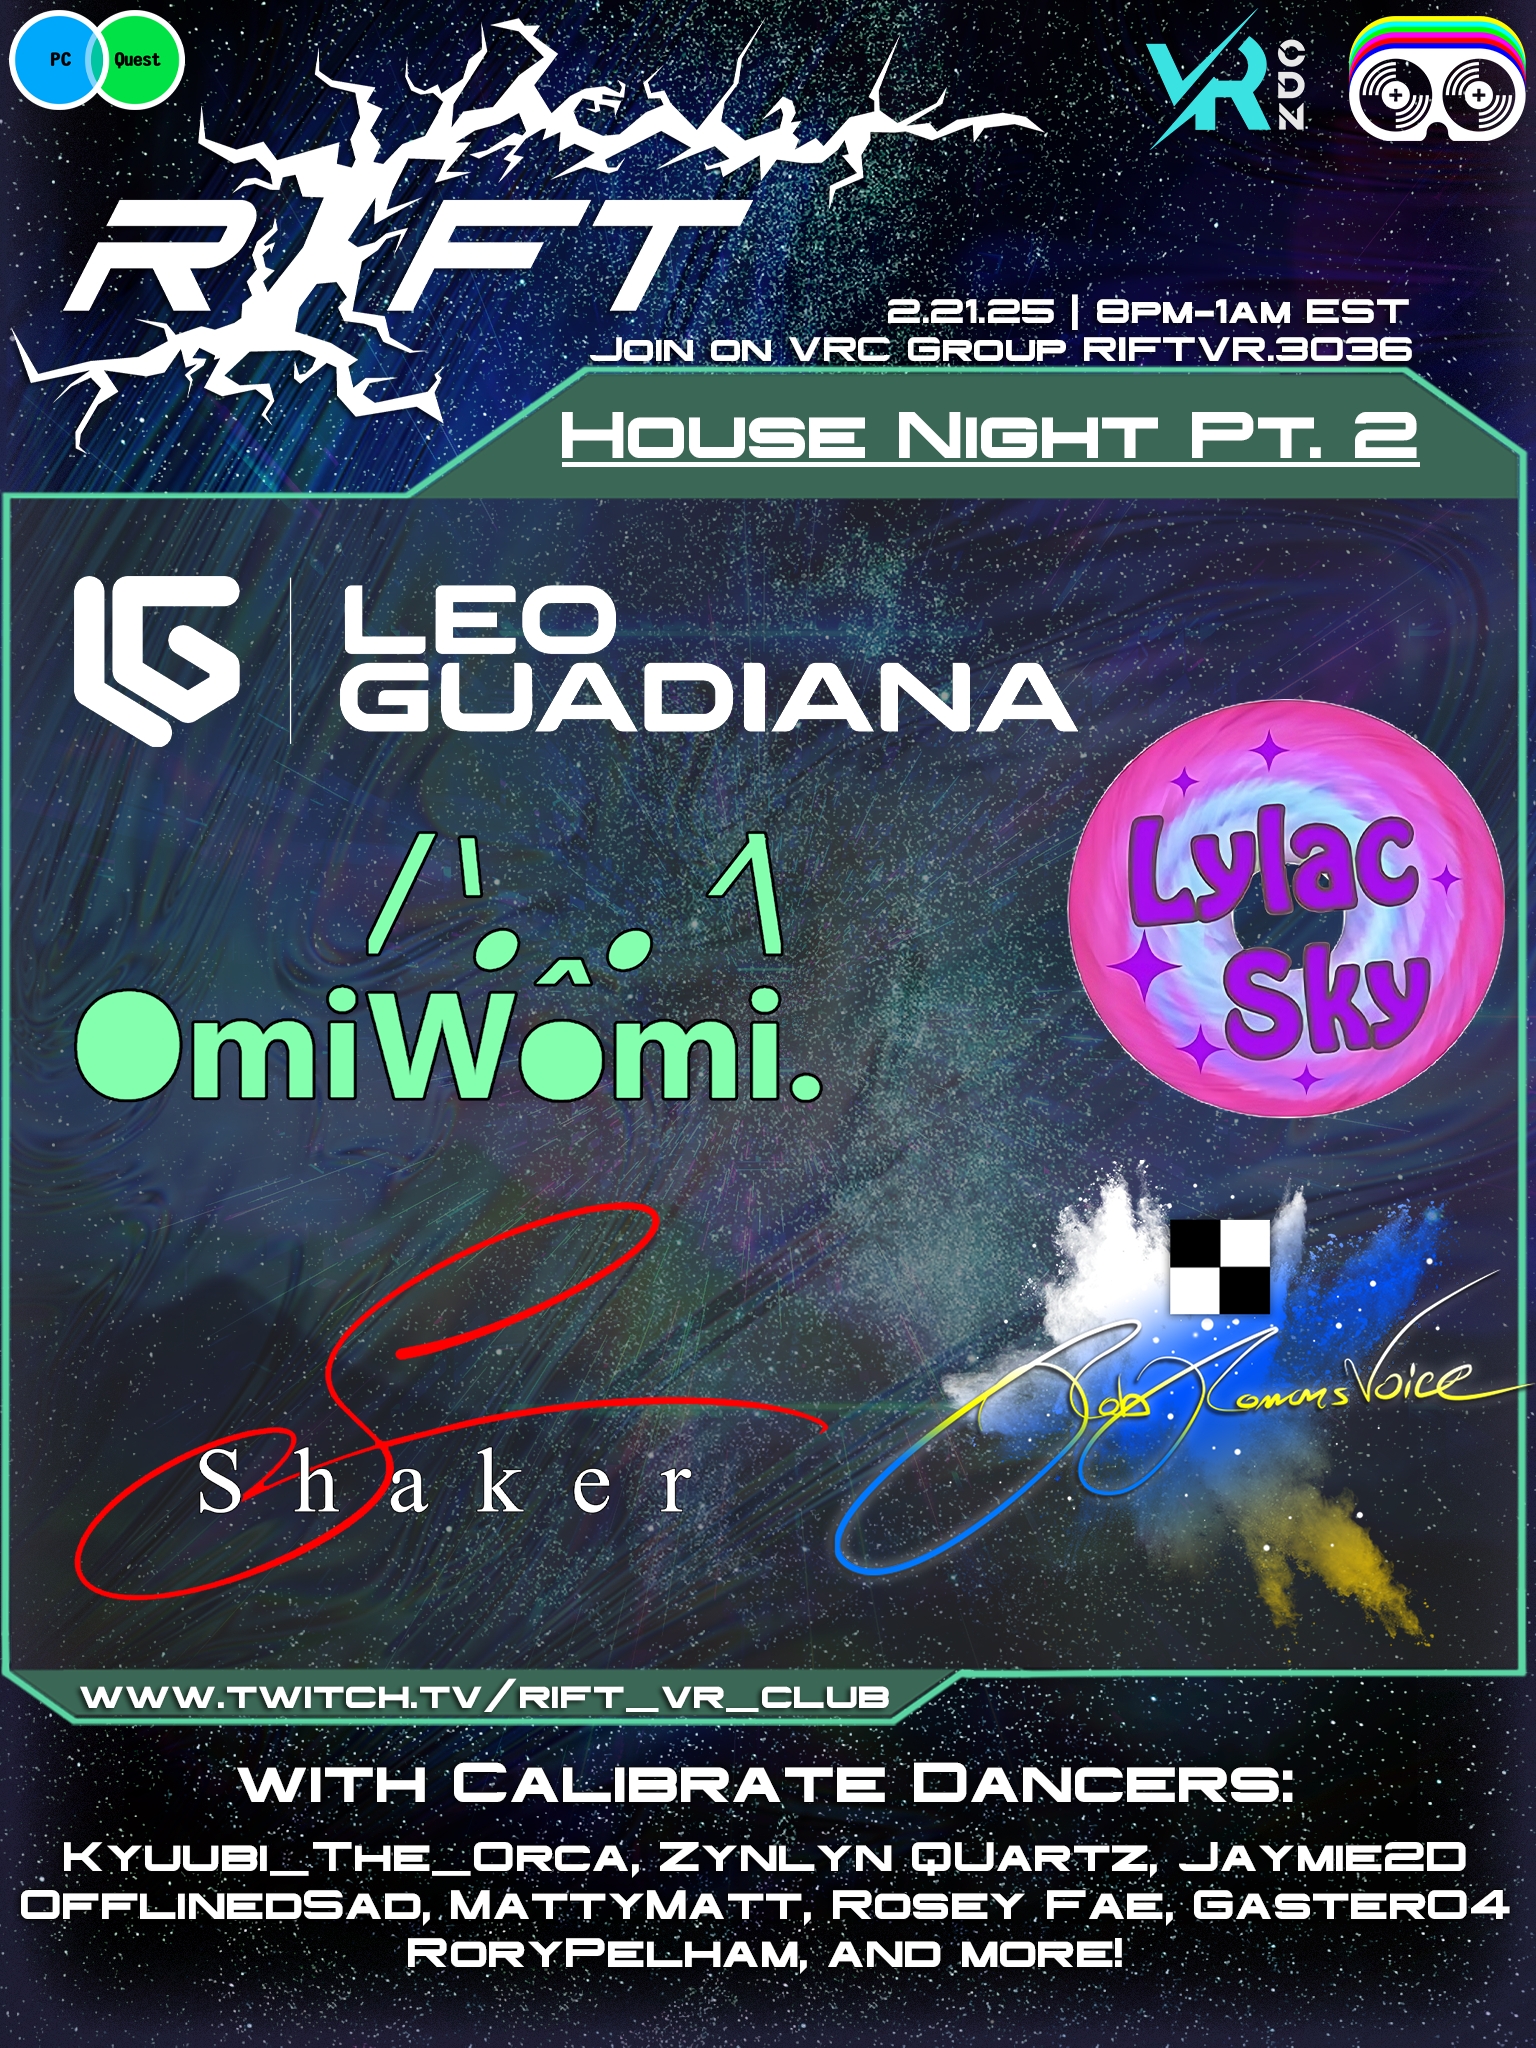 PC Quest
VR CDN
RIFT
2.21.25 | 8PM-1AM EST
JOIN ON VRC GROUP RIFTVR.3036
HOUSE NIGHT PT. 2
LG | LEO
GUADIANA
Lylac
Sky
OmiWômi.
Shaker
RobRomansVoice
WWW.TWITCH.TV/RIFT_VR_CLUB
WITH CALIBRATE DANCERS:
KYUUBI_THE_ORCA, ZYNLYN QUARTZ, JAYMIE2D
OFFLINEDSAD, MATTYMATT, ROSEY FAE, GASTER04
RORYPELHAM, AND MORE!